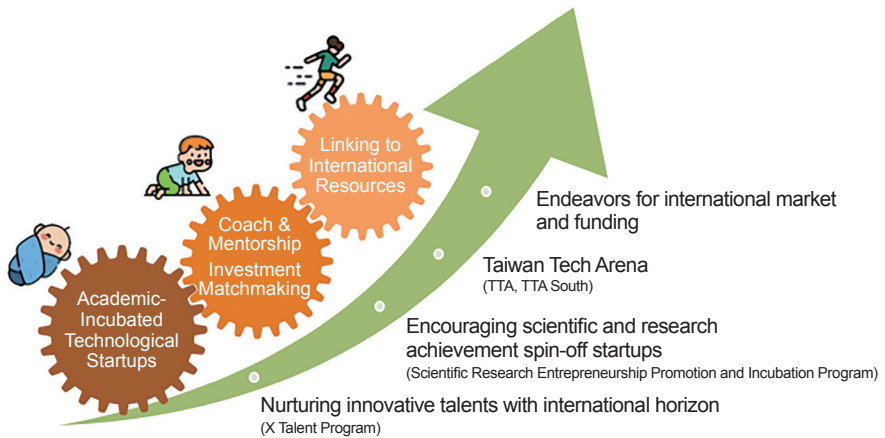 Linking to
International
Resources
Coach &
Mentorship
Investment
Matchmaking
Academic-
Incubated
Technological
Startups
Endeavors for international market
and funding
Taiwan Tech Arena
(TTA, TTA South)
Encouraging scientific and research
achievement spin-off startups
(Scientific Research Entrepreneurship Promotion and Incubation Program)
Nurturing innovative talents with international horizon
(X Talent Program)